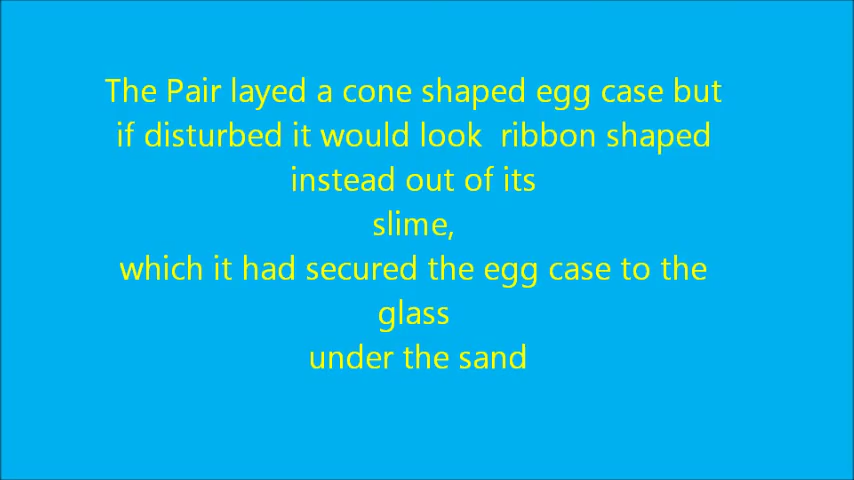 The Pair layed a cone shaped egg case but
if disturbed it would look  ribbon shaped
instead out of its
slime,
which it had secured the egg case to the
glass
under the sand